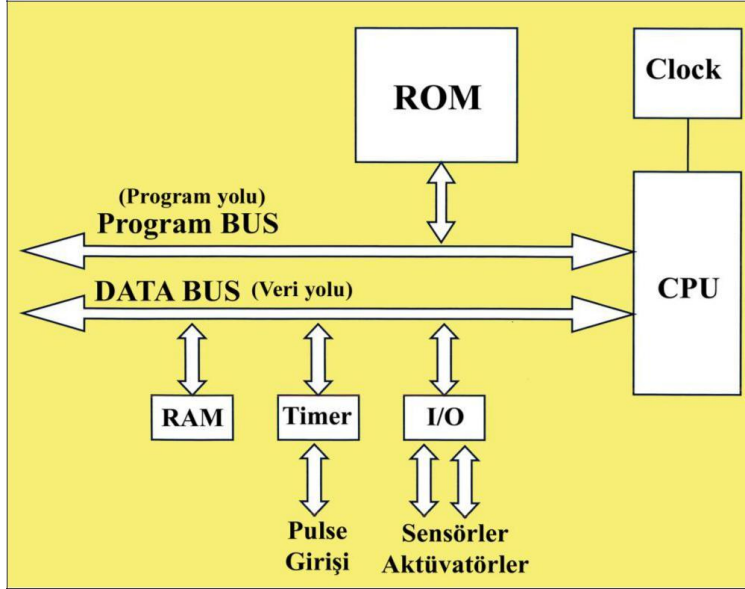 ROM
Clock
(Program yolu)
Program BUS
CPU
DATA BUS (Veri yolu)
RAM
Timer
I/O
Pulse
Girişi
Sensörler
Aktüvatörler